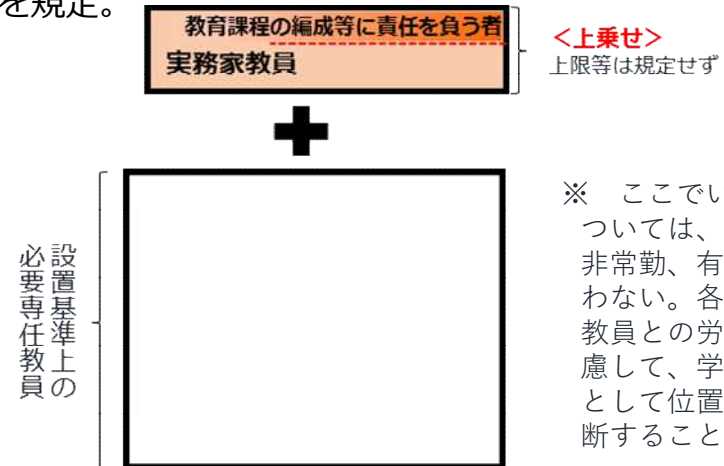 を規定。
教育課程の編成等に責任を負う者
実務家教員
<上乗せ>
上限等は規定せず
設置基準上の
必要専任教員
※　ここでい
ついては、
非常勤、有
わない。各
教員との労
慮して、学
として位置
断すること